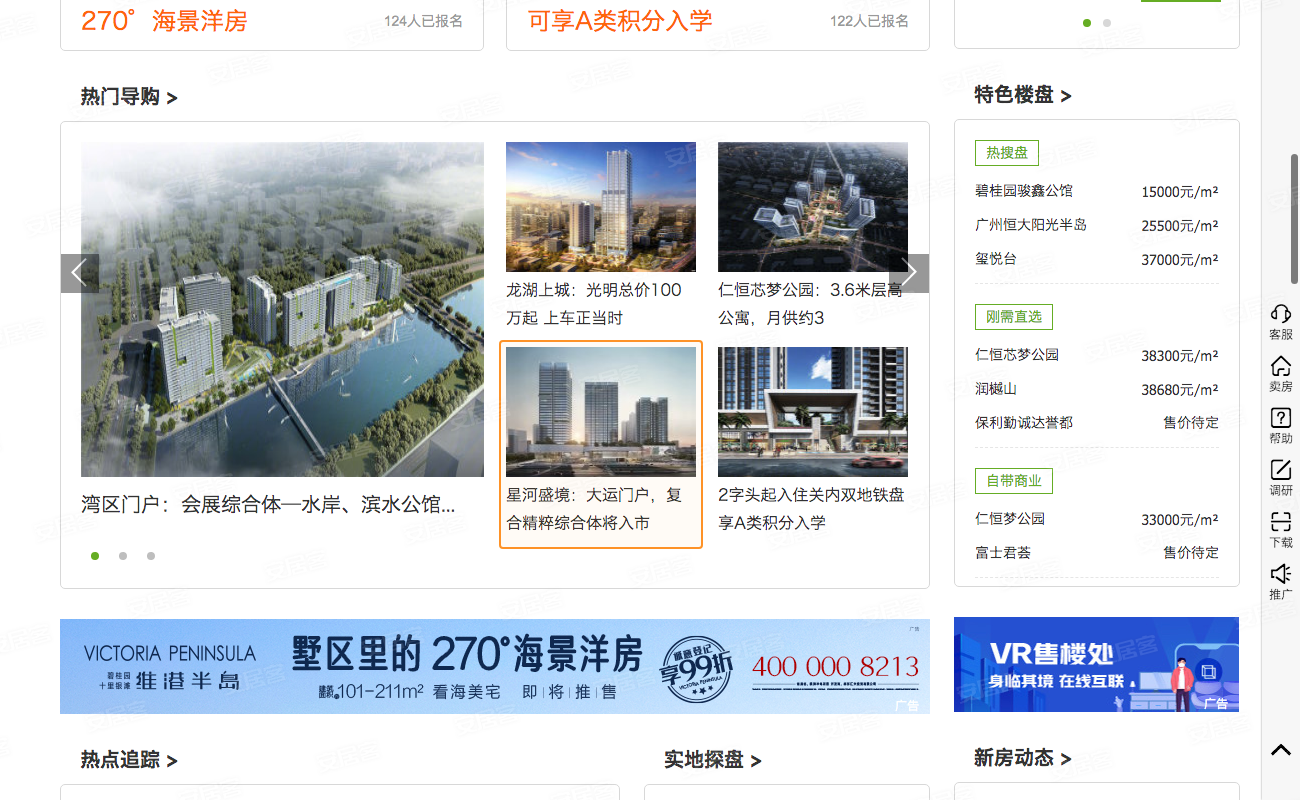 270° 海景洋房
124人已报名
可享A类积分入学
122人已报名
热门导购 >
特色楼盘 >
龙湖上城：光明总价100
万起 上车正当时
仁恒芯梦公园：3.6米层高
公寓，月供约3
湾区门户：会展综合体—水岸、滨水公馆...
星河盛境：大运门户，复
合精粹综合体将入市
2字头起入住关内双地铁盘
享A类积分入学
热搜盘
碧桂园骏鑫公馆 15000元/m²
广州恒大阳光半岛 25500元/m²
玺悦台 37000元/m²
刚需直选
仁恒芯梦公园 38300元/m²
润樾山 38680元/m²
保利勤诚达誉都 售价待定
自带商业
仁恒梦公园 33000元/m²
富士君荟 售价待定
客服
卖房
帮助
调研
下载
推广
VICTORIA PENINSULA
碧桂园
十里银滩
维港半岛
墅区里的 270°海景洋房
101-211m² 看海美宅 即|将|推|售
诚意登记
享99折
VICTORIA PENINSULA
400 000 8213
广告
广告
VR售楼处
身临其境 在线互联
广告
热点追踪 >
实地探盘 >
新房动态 >
安居客